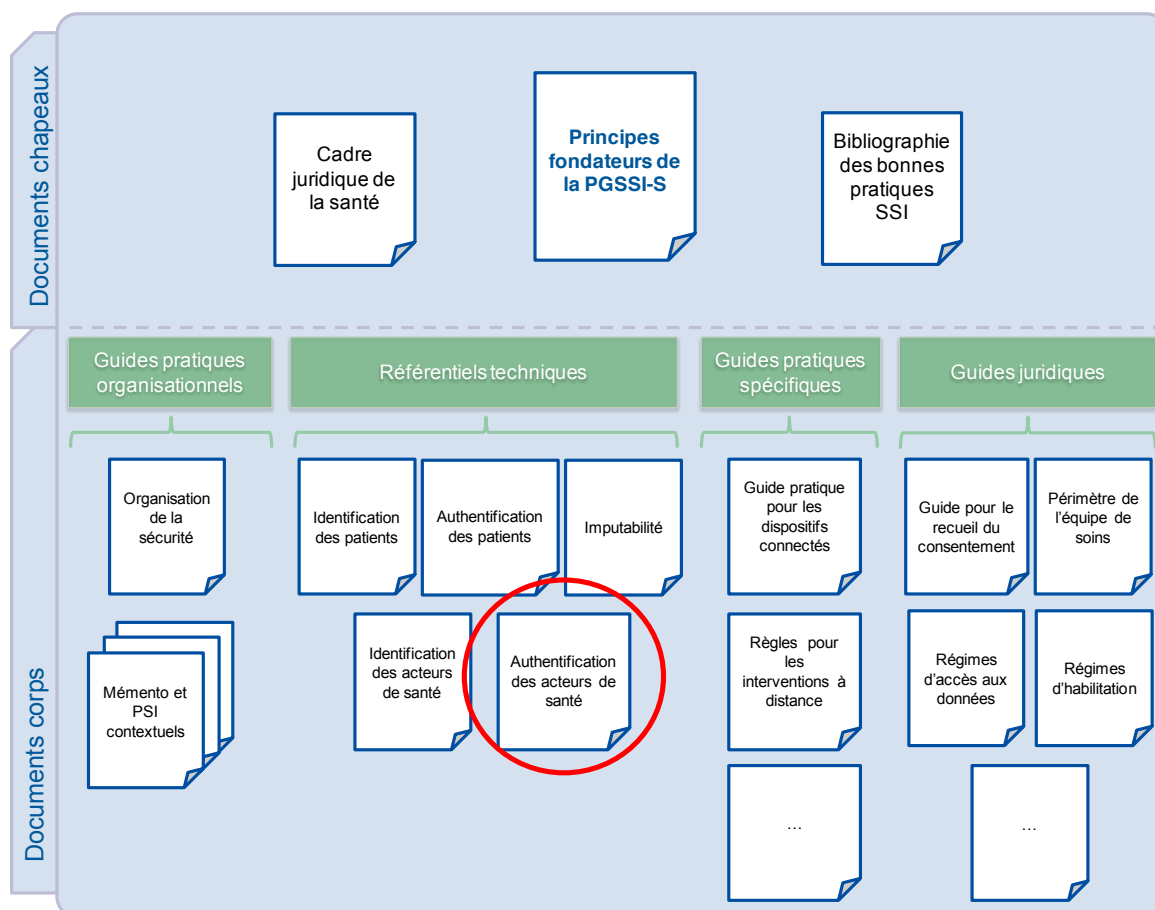 Documents chapeaux
Cadre
juridique de
la santé
Principes
fondateurs de
la PGSSI-S
Bibliographie
des bonnes
pratiques
SSI
Documents corps
Guides pratiques
organisationnels
Référentiels techniques
Guides pratiques
spécifiques
Guides juridiques
Organisation
de la
sécurité
Identification
des patients
Authentification
des patients
Imputabilité
Guide pratique
pour les
dispositifs
connectés
Guide pour le
recueil du
consentement
Périmètre de
l'équipe de
soins
Mémento et
PSI
contextuels
Identification
des acteurs
de santé
Authentification
des acteurs de
santé
Règles pour
les
interventions à
distance
Régimes
d'accès aux
données
Régimes
d'habilitation
...
...